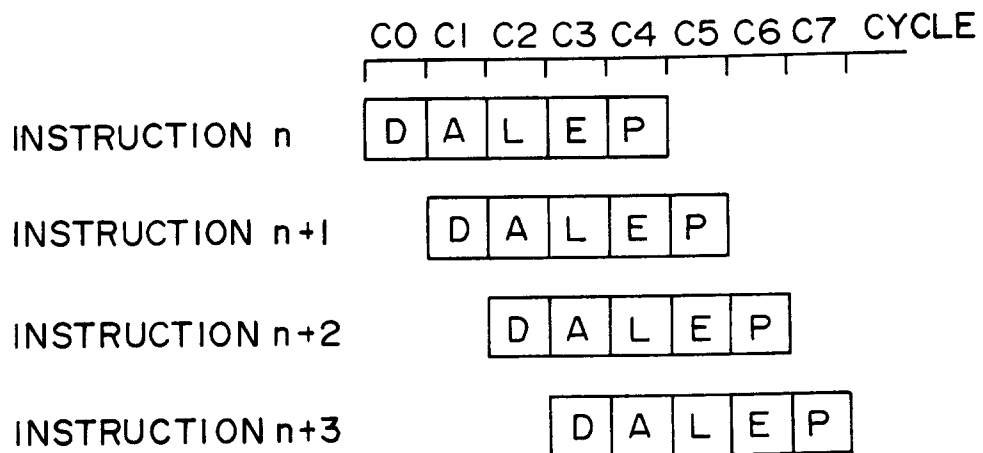 C0 C1 C2 C3 C4 C5 C6 C7 CYCLE
INSTRUCTION n D A L E P
INSTRUCTION n+1 D A L E P
INSTRUCTION n+2 D A L E P
INSTRUCTION n+3 D A L E P